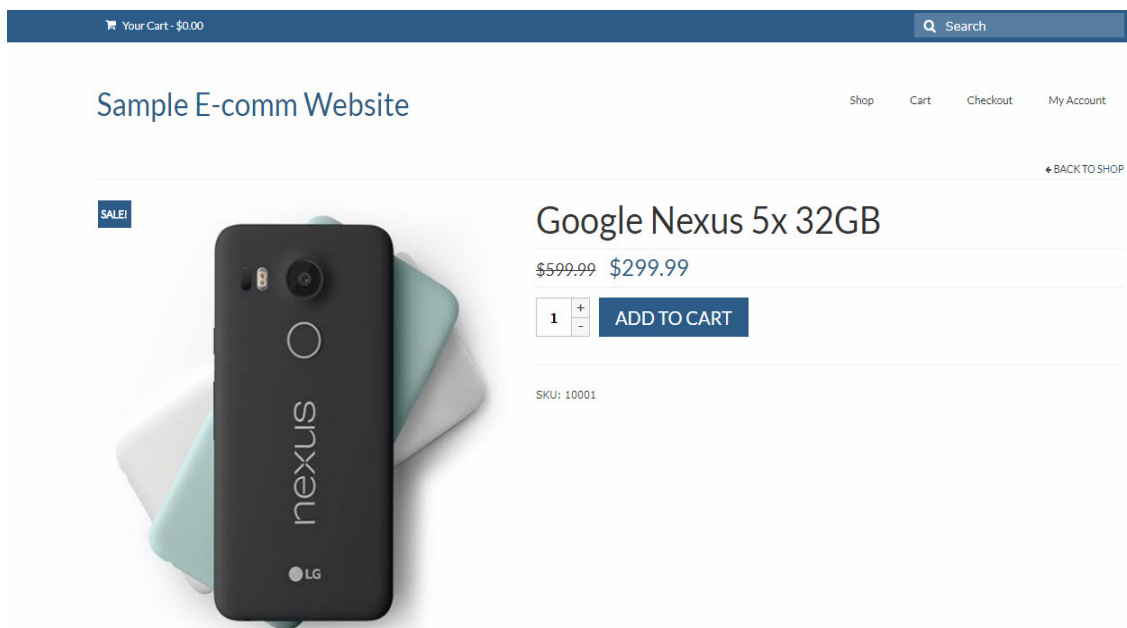 Your Cart - $0.00
Search
Sample E-comm Website
Shop Cart Checkout My Account
BACK TO SHOP
SALE!
Google Nexus 5x 32GB
$599.99 $299.99
1 + -
ADD TO CART
SKU: 10001
nexus
LG